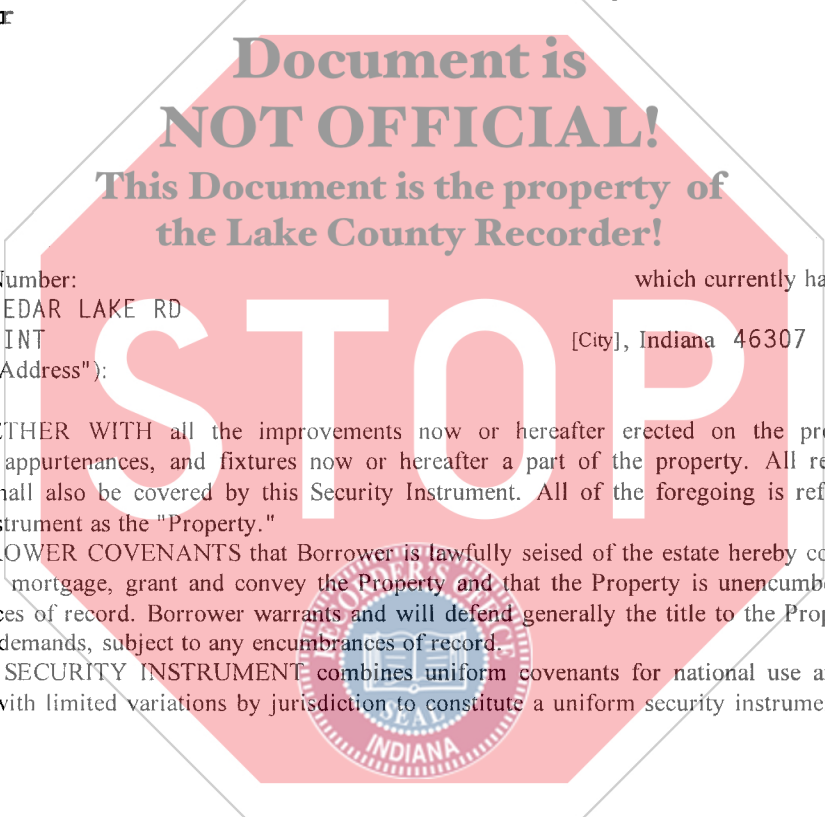 r
Document is
NOT OFFICIAL!
This Document is the property of
the Lake County Recorder!
Number: which currently ha
EDAR LAKE RD
INT [City], Indiana 46307
Address"):
STOP
ETHER WITH all the improvements now or hereafter erected on the pro
appurtenances, and fixtures now or hereafter a part of the property. All re
hall also be covered by this Security Instrument. All of the foregoing is ref
strument as the "Property."
ROWER COVENANTS that Borrower is lawfully seised of the estate hereby co
mortgage, grant and convey the Property and that the Property is unencumb
ces of record. Borrower warrants and will defend generally the title to the Prop
demands, subject to any encumbrances of record.
SECURITY INSTRUMENT combines uniform covenants for national use a
with limited variations by jurisdiction to constitute a uniform security instrume
RECORDER'S OFFICE
SEAL
INDIANA